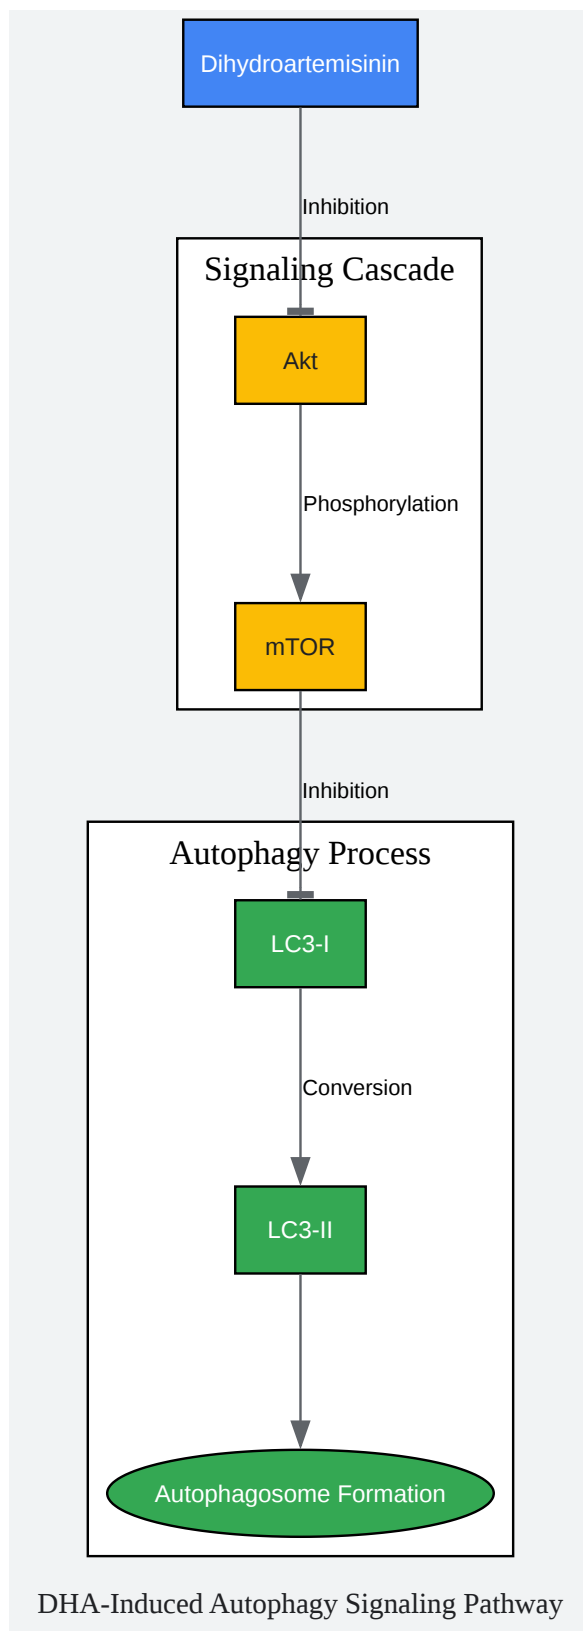 Dihydroartemisinin
Inhibition
Signaling Cascade
Akt
Phosphorylation
mTOR
Inhibition
Autophagy Process
LC3-I
Conversion
LC3-II
Autophagosome Formation
DHA-Induced Autophagy Signaling Pathway